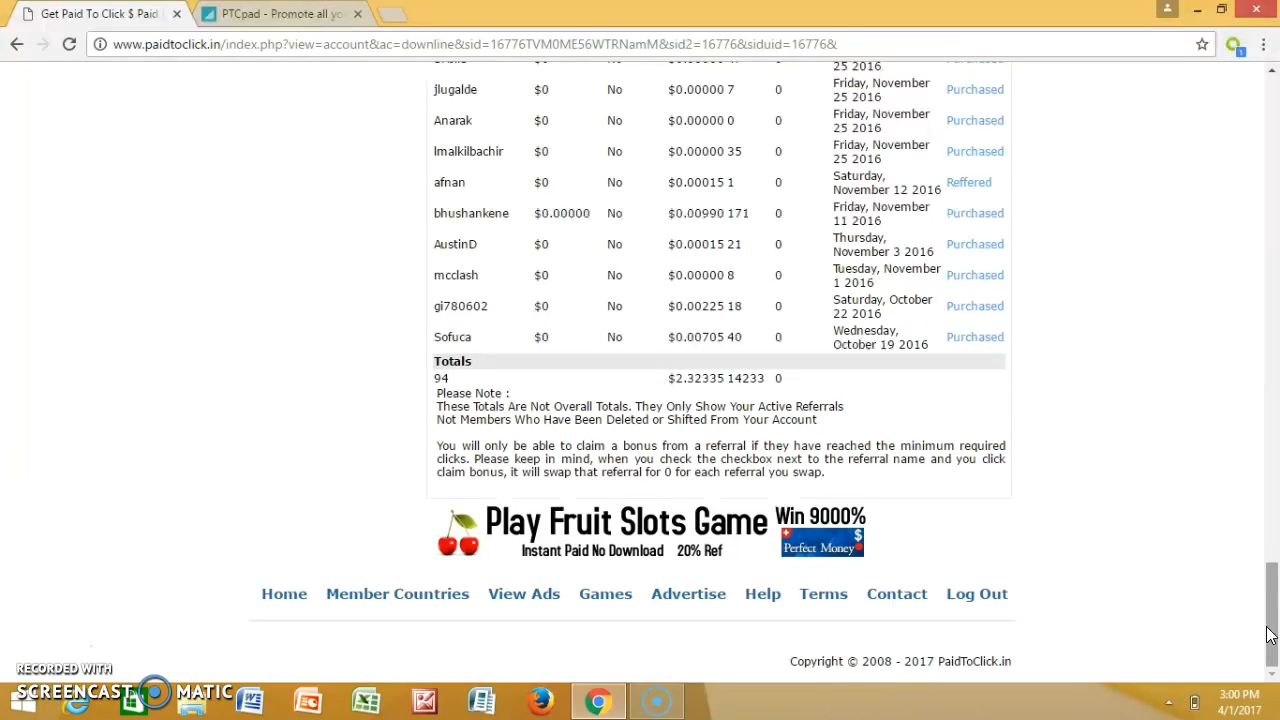 Get Paid To Click $ Paid
PTCpad - Promote all yo
www.paidtoclick.in/index.php?view=account&ac=downline&sid=16776TVM0ME56WTRNamM&sid2=16776&siduid=16776&
25 2016
jlugalde $0 No $0.00000 7 0 Friday, November 25 2016 Purchased
Anarak $0 No $0.00000 0 0 Friday, November 25 2016 Purchased
lmalkilbachir $0 No $0.00000 35 0 Friday, November 25 2016 Purchased
afnan $0 No $0.00015 1 0 Saturday, November 12 2016 Reffered
bhushankene $0.00000 No $0.00990 171 0 Friday, November 11 2016 Purchased
AustinD $0 No $0.00015 21 0 Thursday, November 3 2016 Purchased
mcclash $0 No $0.00000 8 0 Tuesday, November 1 2016 Purchased
gi780602 $0 No $0.00225 18 0 Saturday, October 22 2016 Purchased
Sofuca $0 No $0.00705 40 0 Wednesday, October 19 2016 Purchased
Totals
94 $2.32335 14233 0
Please Note :
These Totals Are Not Overall Totals. They Only Show Your Active Referrals
Not Members Who Have Been Deleted or Shifted From Your Account
You will only be able to claim a bonus from a referral if they have reached the minimum required
clicks. Please keep in mind, when you check the checkbox next to the referral name and you click
claim bonus, it will swap that referral for 0 for each referral you swap.
Play Fruit Slots Game Win 9000%
Instant Paid No Download 20% Ref
Perfect Money
Home Member Countries View Ads Games Advertise Help Terms Contact Log Out
Copyright © 2008 - 2017 PaidToClick.in
RECORDED WITH
SCREENCAST MATIC
3:00 PM
4/1/2017